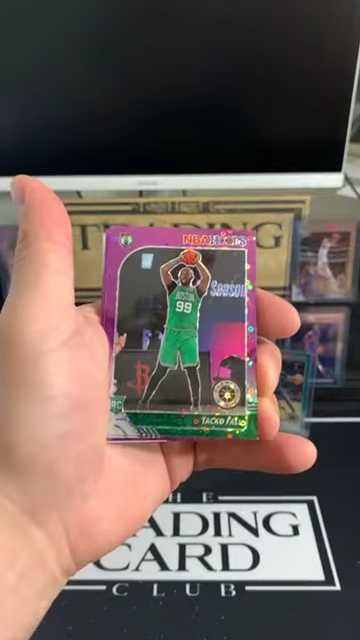 TRADING
NBA HOOPS
Season
BOSTON
99
RC
TACKO FALL
THE
TRADING
CARD
CLUB